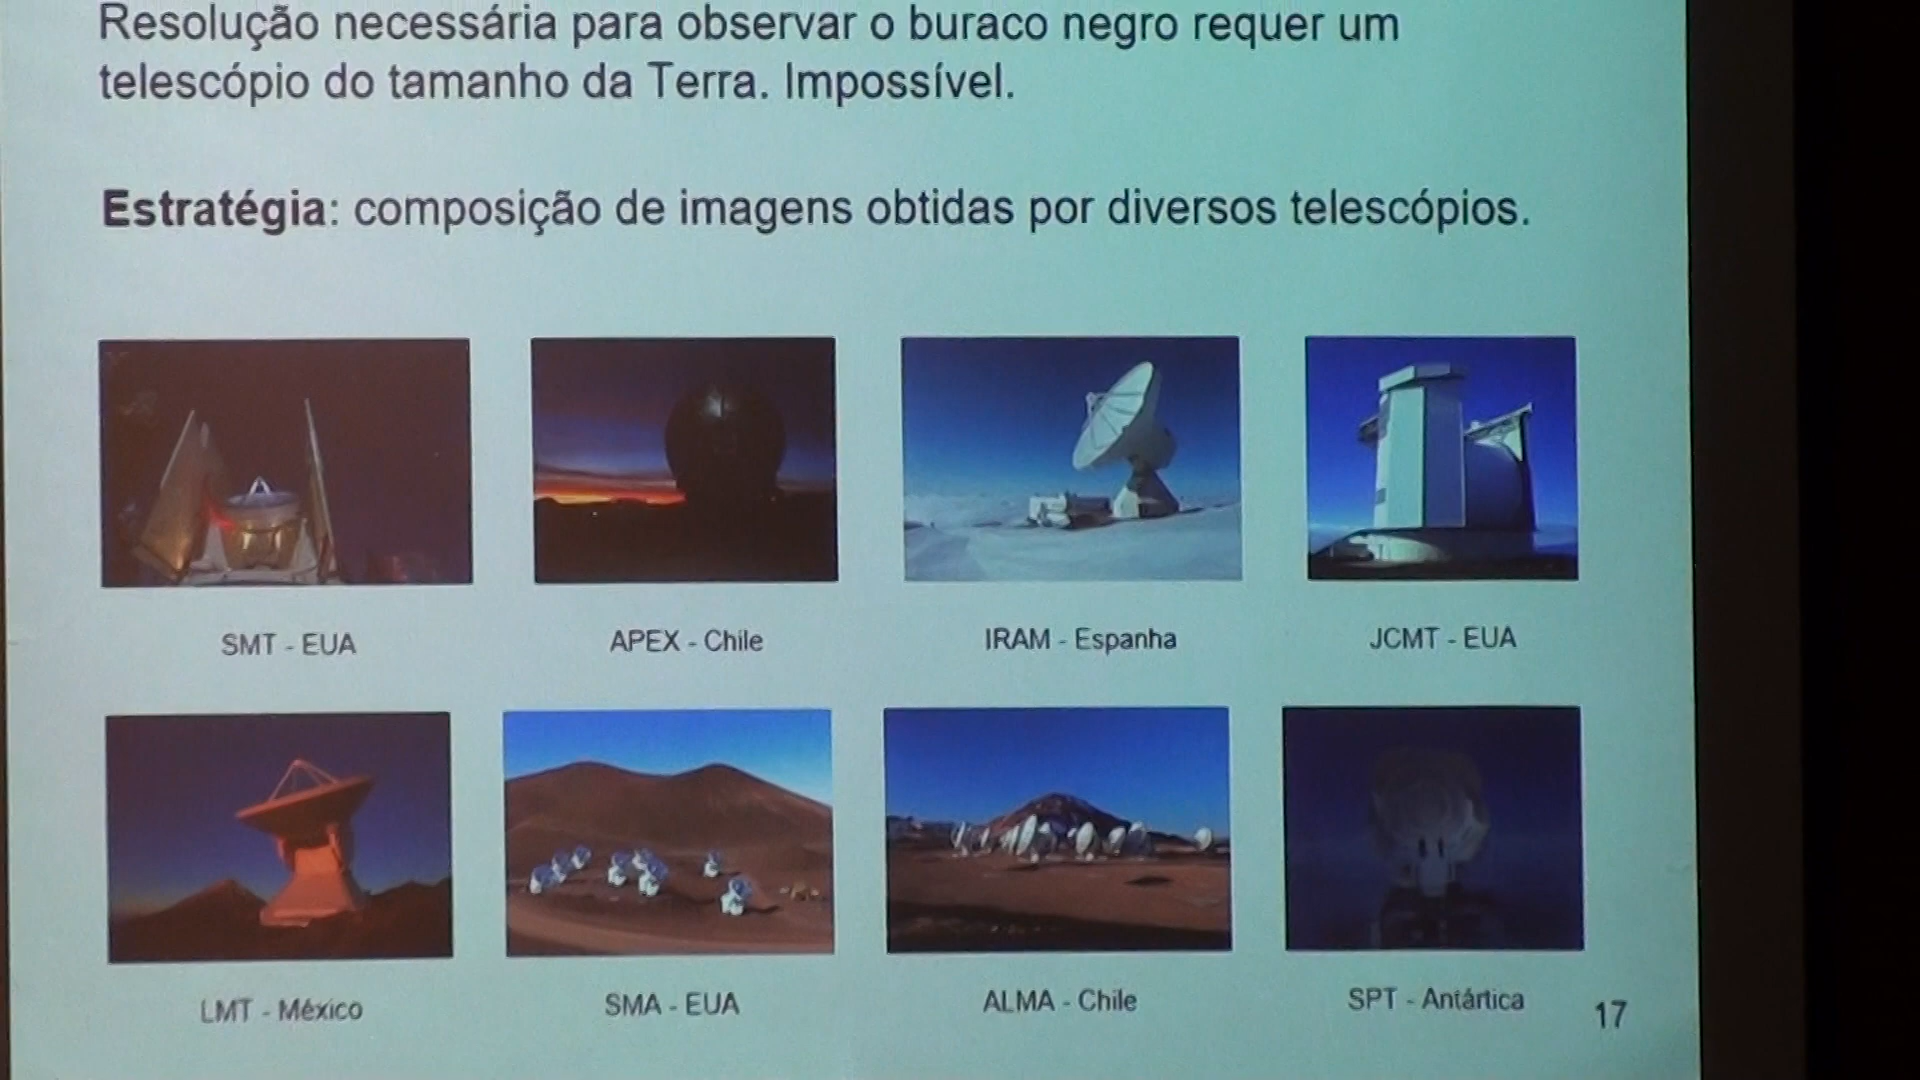 Resolução necessária para observar o buraco negro requer um
telescópio do tamanho da Terra. Impossível.
Estratégia: composição de imagens obtidas por diversos telescópios.
SMT - EUA
APEX - Chile
IRAM - Espanha
JCMT - EUA
LMT - México
SMA - EUA
ALMA - Chile
SPT - Antártica
17